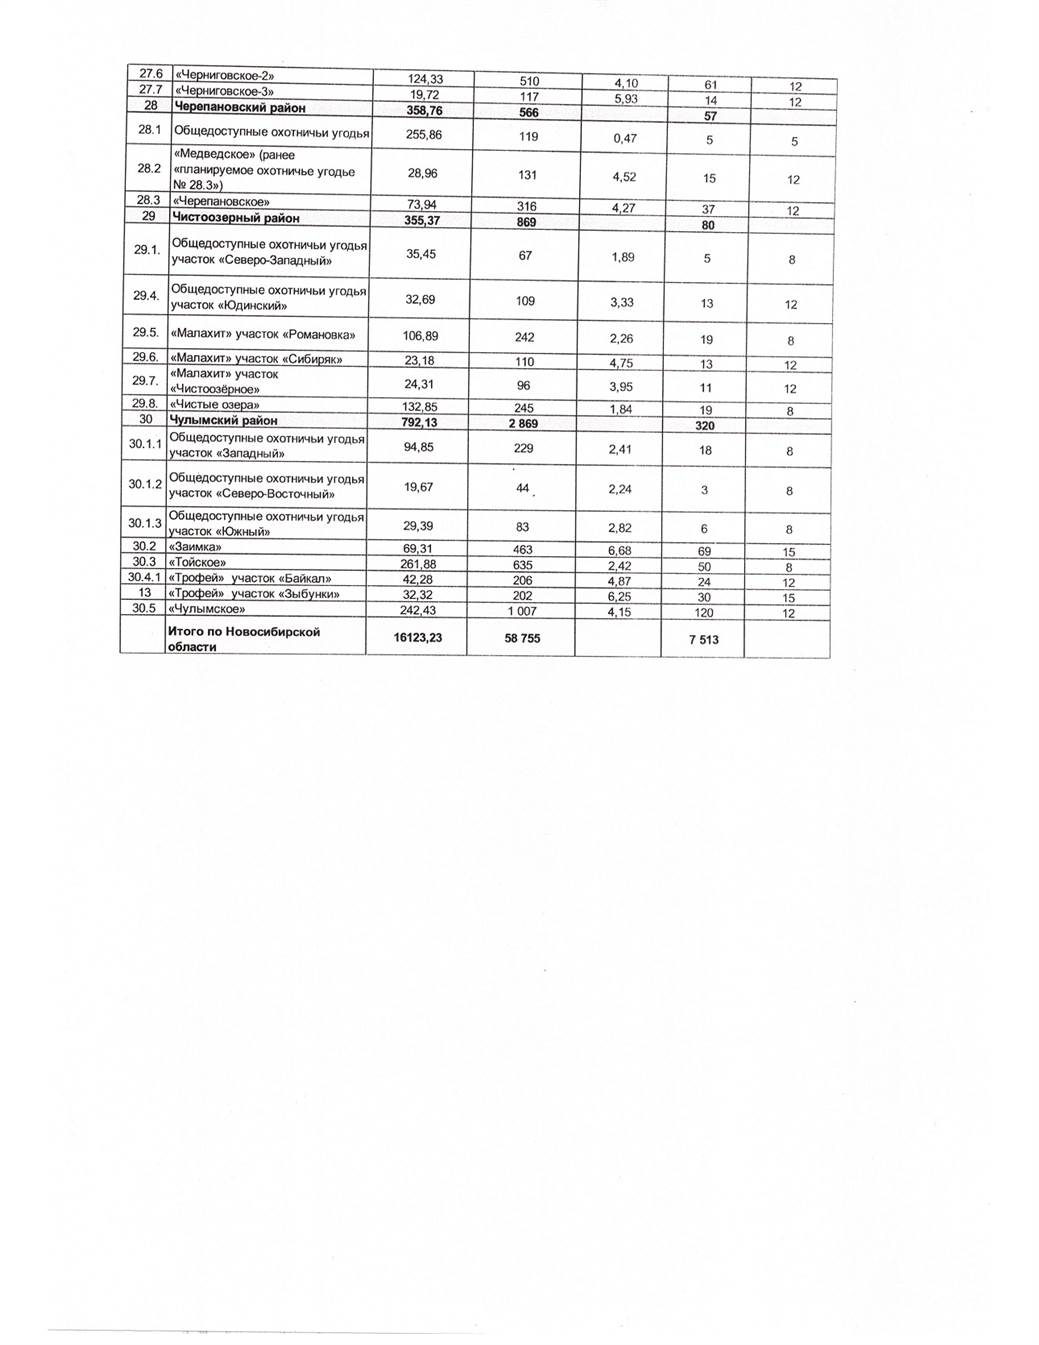 27.6 «Черниговское-2» 124,33 510 4,10 61 12
27.7 «Черниговское-3» 19,72 117 5,93 14 12
28 Черепановский район 358,76 566 57
28.1 Общедоступные охотничьи угодья 255,86 119 0,47 5 5
«Медведское» (ранее
28.2 «планируемое охотничье угодье 28,96 131 4,52 15 12
№ 28.3»)
28.3 «Черепановское» 73,94 316 4,27 37 12
29 Чистоозерный район 355,37 869 80
Общедоступные охотничьи угодья
29.1. участок «Северо-Западный» 35,45 67 1,89 5 8
Общедоступные охотничьи угодья
29.4. участок «Юдинский» 32,69 109 3,33 13 12
29.5. «Малахит» участок «Романовка» 106,89 242 2,26 19 8
29.6. «Малахит» участок «Сибиряк» 23,18 110 4,75 13 12
«Малахит» участок
29.7. «Чистоозёрное» 24,31 96 3,95 11 12
29.8. «Чистые озера» 132,85 245 1,84 19 8
30 Чулымский район 792,13 2 869 320
Общедоступные охотничьи угодья
30.1.1 участок «Западный» 94,85 229 2,41 18 8
Общедоступные охотничьи угодья
30.1.2 участок «Северо-Восточный» 19,67 44 2,24 3 8
Общедоступные охотничьи угодья
30.1.3 участок «Южный» 29,39 83 2,82 6 8
30.2 «Заимка» 69,31 463 6,68 69 15
30.3 «Тойское» 261,88 635 2,42 50 8
30.4.1 «Трофей» участок «Байкал» 42,28 206 4,87 24 12
13 «Трофей» участок «Зыбунки» 32,32 202 6,25 30 15
30.5 «Чулымское» 242,43 1 007 4,15 120 12
Итого по Новосибирской
области 16123,23 58 755 7 513